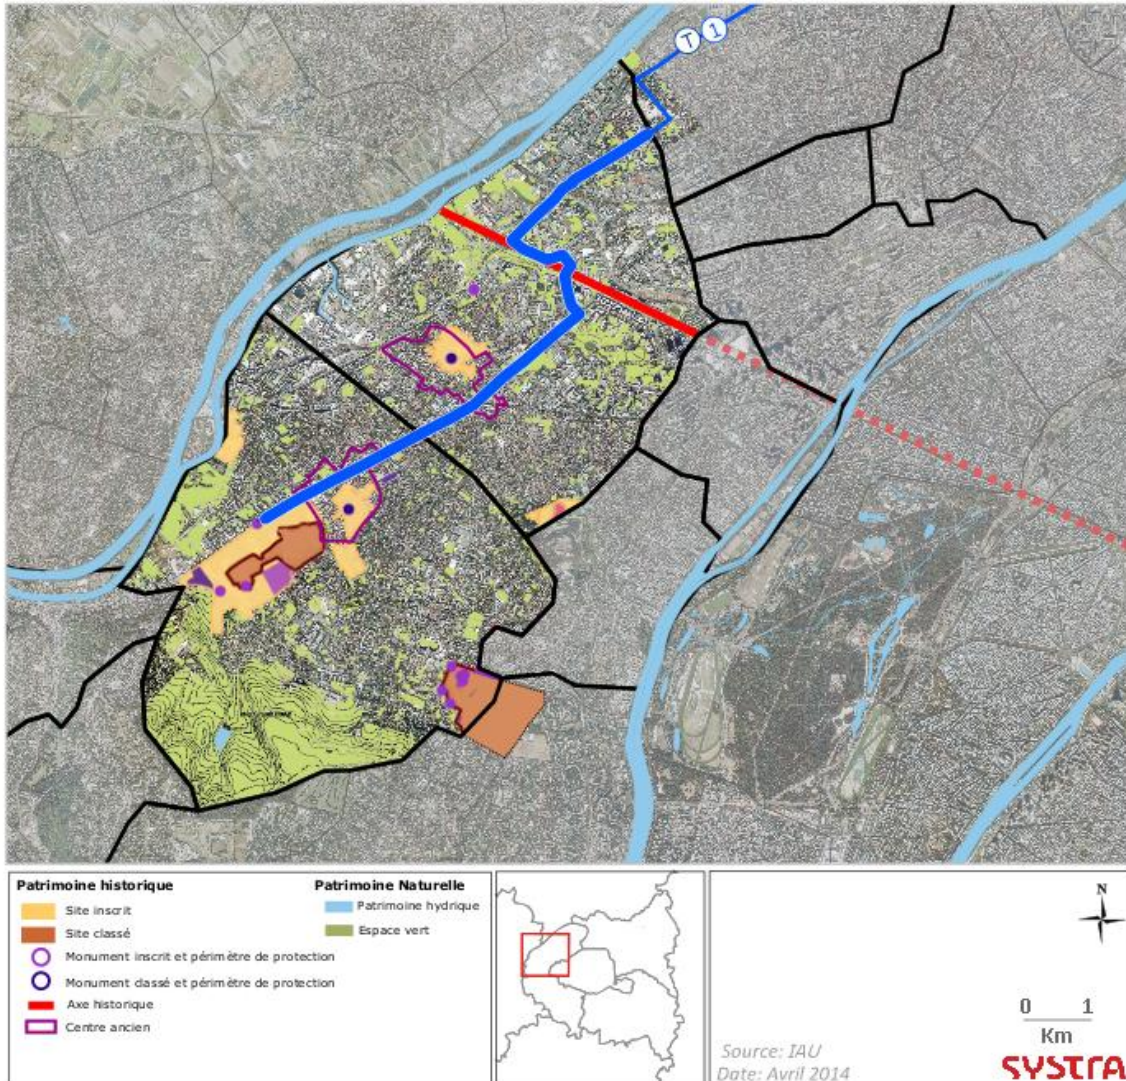 T 1
Patrimoine historique
Site inscrit
Site classé
Monument inscrit et périmètre de protection
Monument classé et périmètre de protection
Axe historique
Centre ancien
Patrimoine Naturelle
Patrimoine hydrique
Espace vert
N
0 1
Km
Source: IAU
Date: Avril 2014
SYSTRA